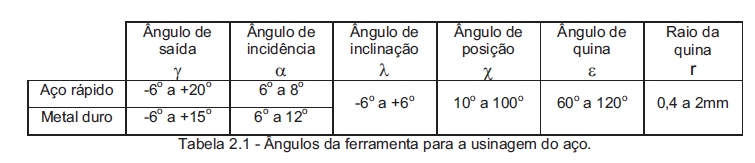 Ângulo de saída γ Ângulo de incidência α Ângulo de inclinação λ Ângulo de posição χ Ângulo de quina ε Raio da quina r
Aço rápido -6° a +20° 6° a 8° -6° a +6° 10° a 100° 60° a 120° 0,4 a 2mm
Metal duro -6° a +15° 6° a 12°
Tabela 2.1 - Ângulos da ferramenta para a usinagem do aço.